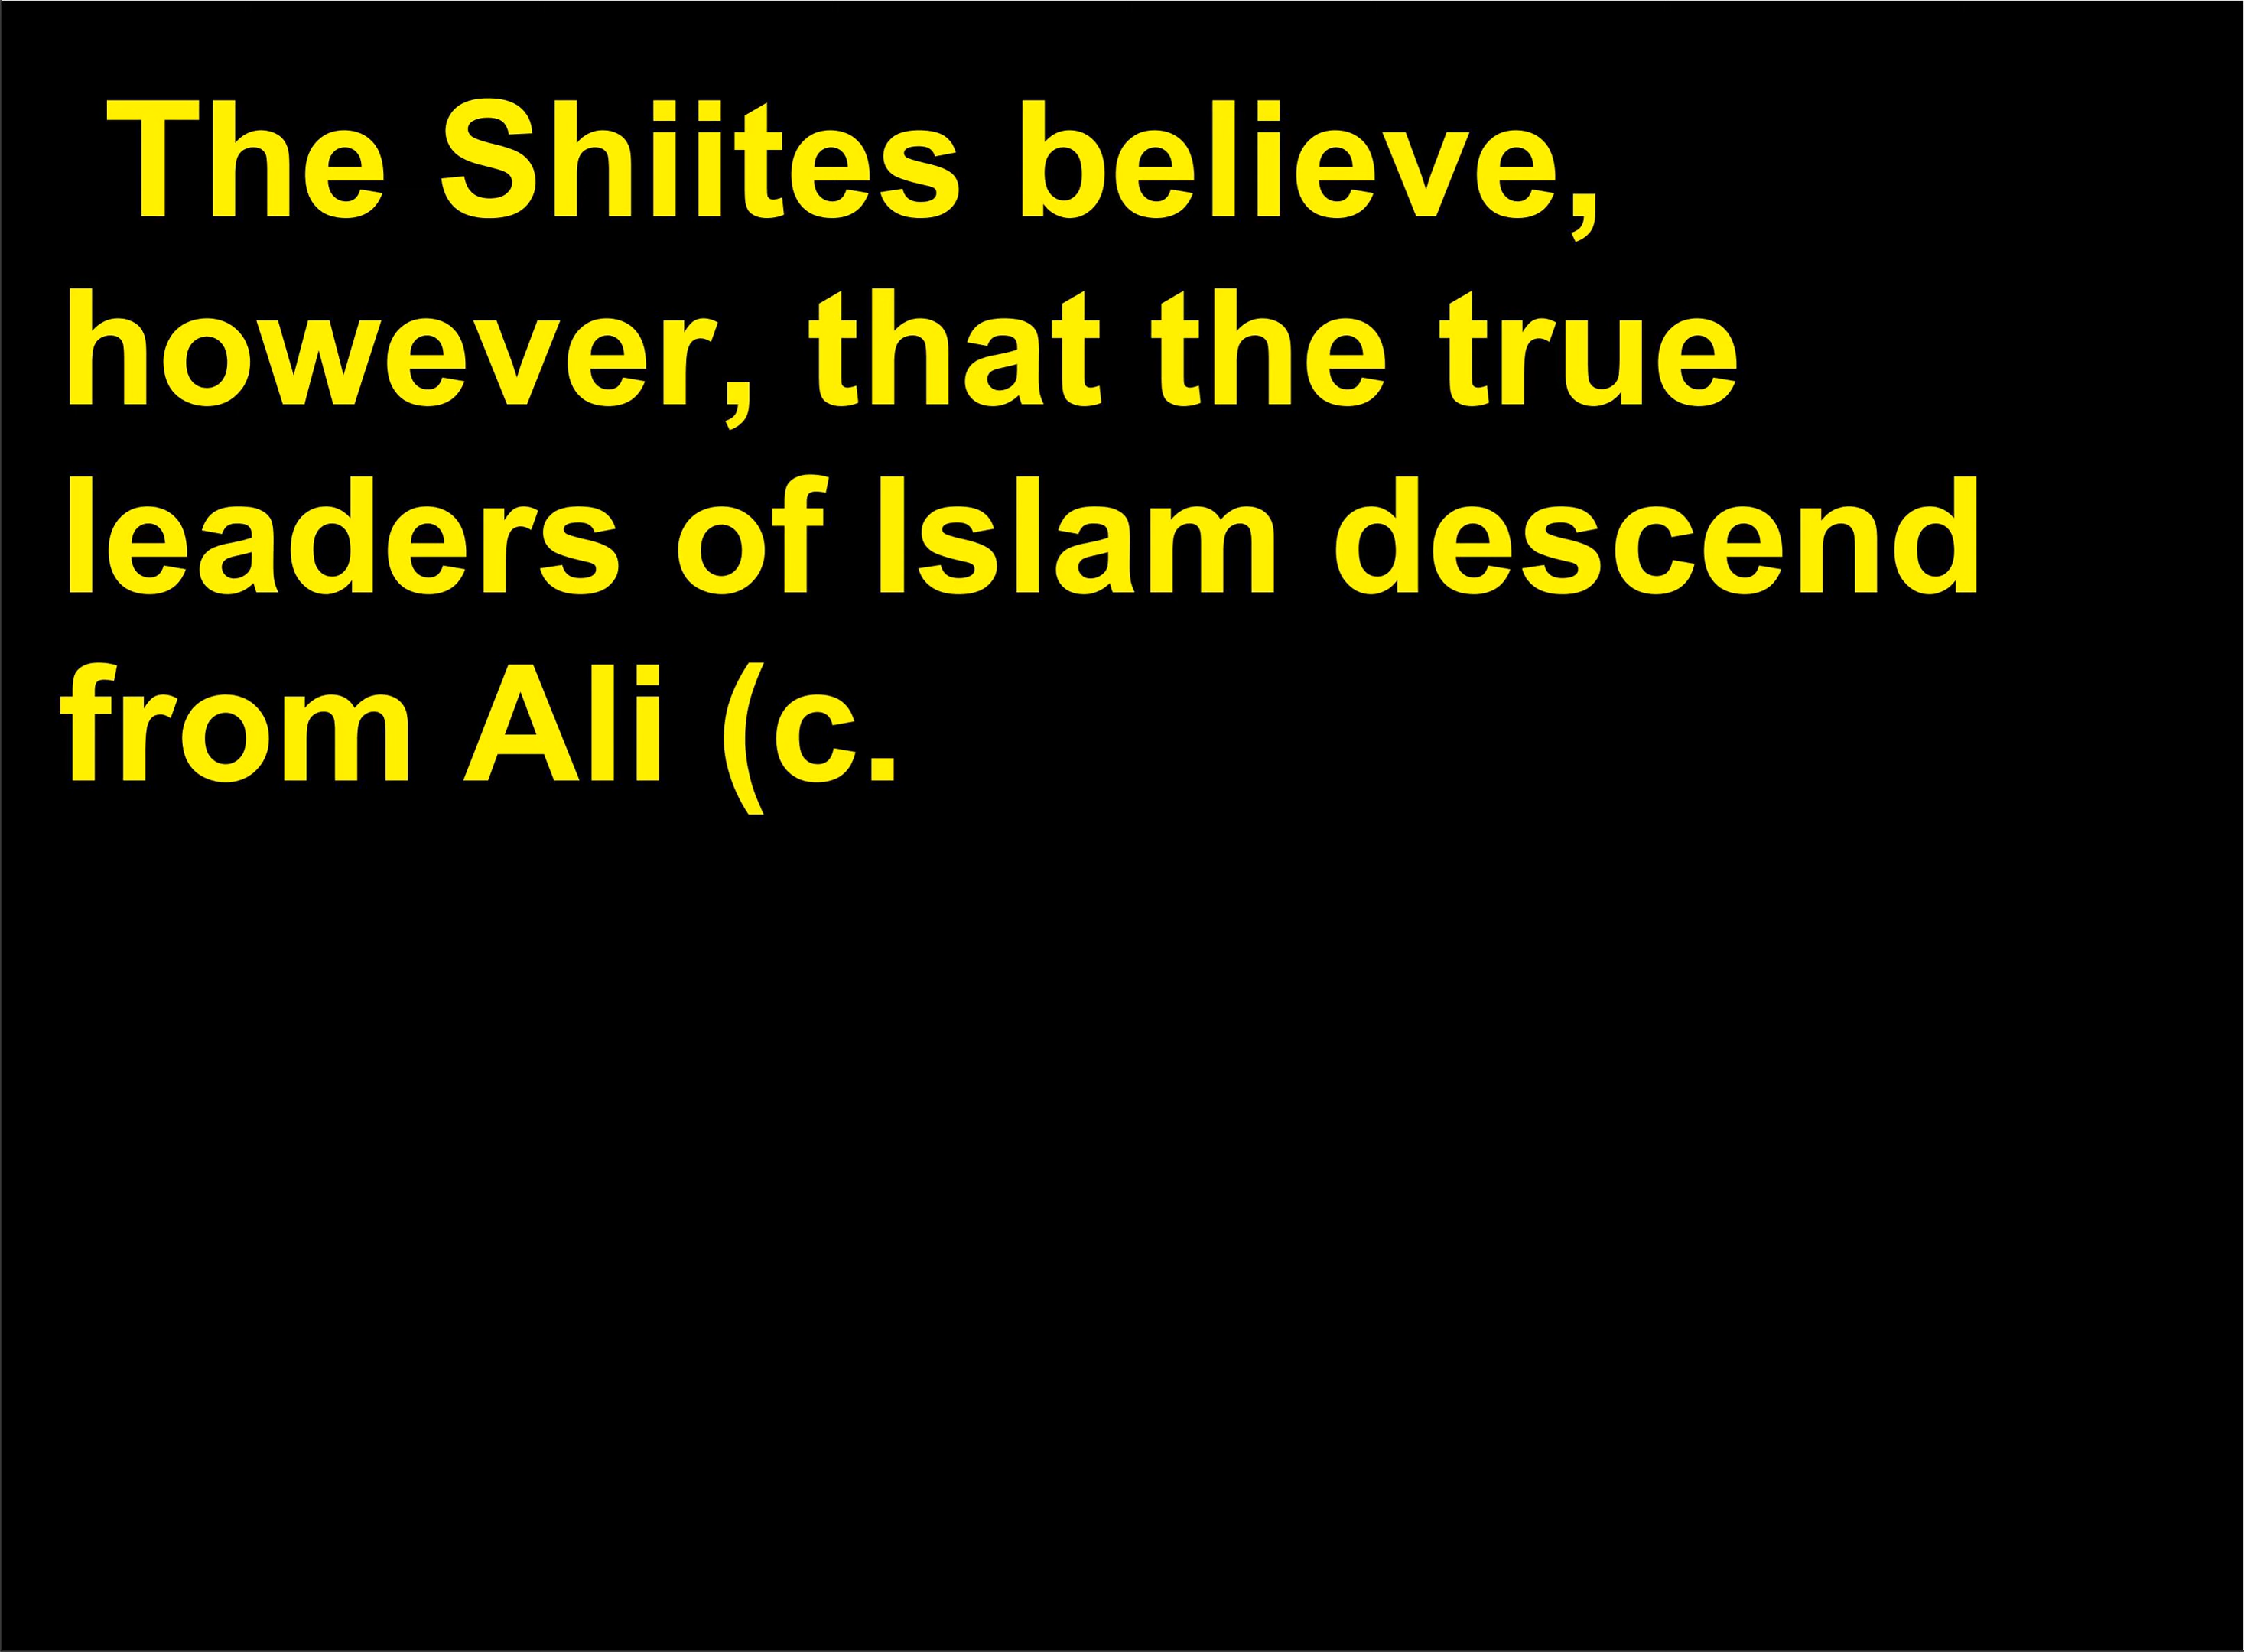 The Shiites believe,
however, that the true
leaders of Islam descend
from Ali (c.